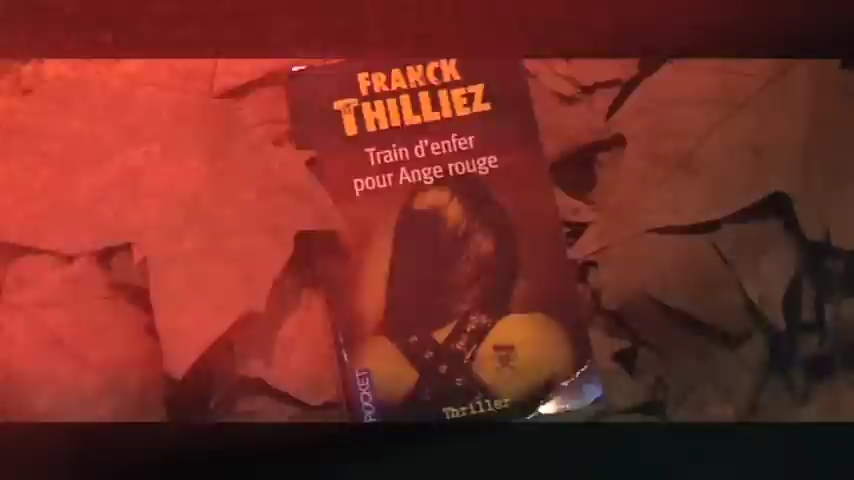 FRANCK
THILLIEZ
Train d'enfer
pour Ange rouge
POCKET
Thriller